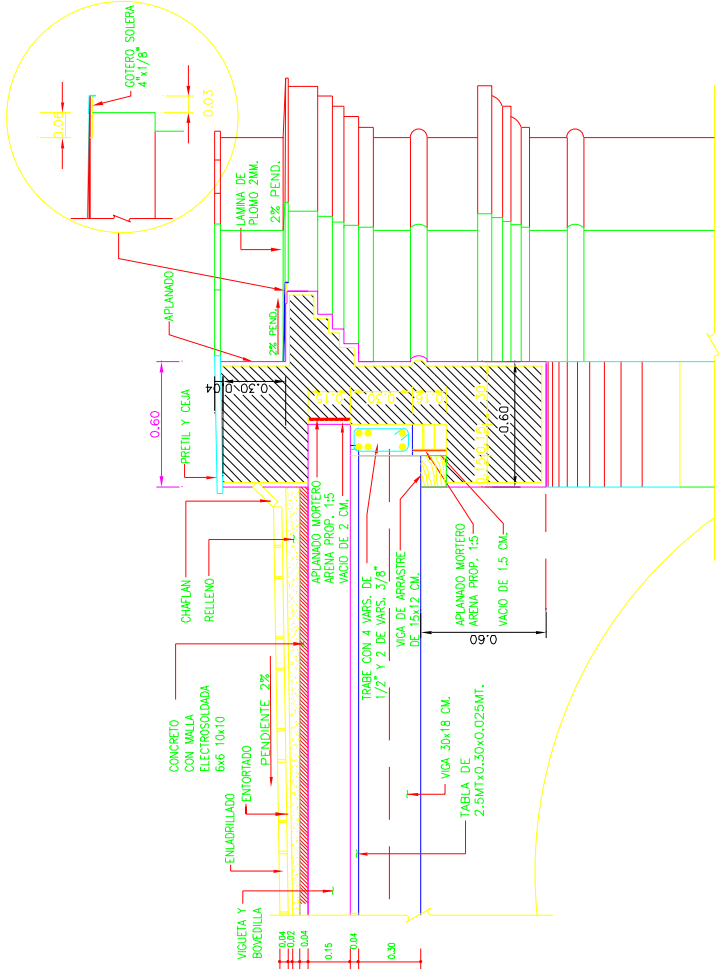 GOTERO SOLERA
4"x1/8"
0.06
0.03
LAMINA DE
PLOMO 2MM.
2% PEND.
APLANADO
2% PEND.
0.60
PRETIL Y CEJA
0.04
0.30
CHAFLAN
RELLENO
APLANADO MORTERO
ARENA PROP. 1:5
VACIO DE 2 CM.
0.15
0.30
0.60
TRABE CON 4 VARS. DE
1/2" Y 2 DE VARS. 3/8"
VIGA DE ARRASTRE
DE 15x12 CM.
APLANADO MORTERO
ARENA PROP. 1:5
VACIO DE 1.5 CM.
0.60
CONCRETO
CON MALLA
ELECTROSOLDADA
6x6 10x10
PENDIENTE 2%
ENTORTADO
ENLADRILLADO
VIGUETA Y
BOVEDILLA
VIGA 30x18 CM.
TABLA DE
2.5MTx0.30x0.025MT.
0.04
0.02
0.04
0.15
0.04
0.30